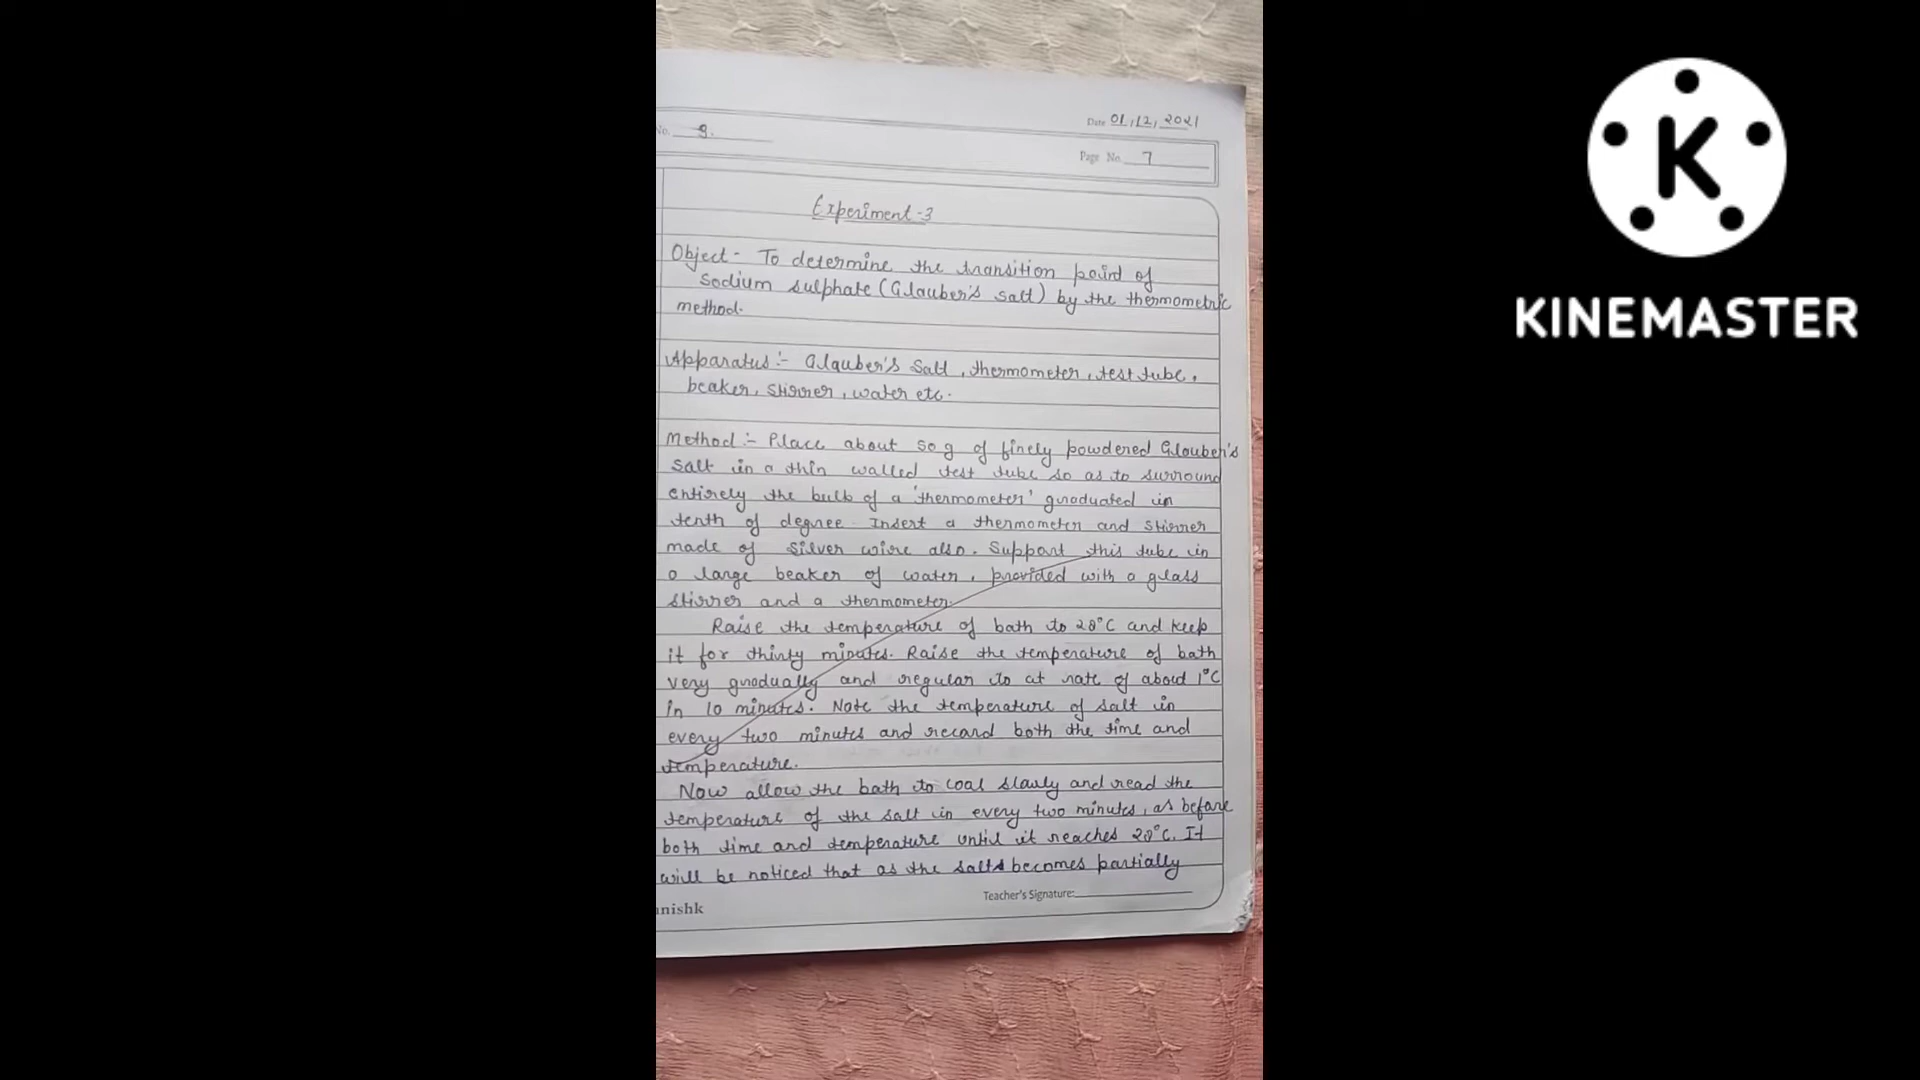 Date 01/12/2021
No. 9.
Page No. 7
Experiment-3
Object- To determine the transition point of
Sodium sulphate (Glauber's salt) by the thermometric
method.
Apparatus:- Glauber's Salt, thermometer, test tube,
beaker, stirrer, water etc.
Method:- Place about 50g of finely powdered Glauber's
salt in a thin walled test tube so as to surround
entirely the bulb of a 'thermometer' graduated in
tenth of degree. Insert a thermometer and stirrer
made of silver wire also. Support this tube in
a large beaker of water, provided with a glass
stirrer and a thermometer.
Raise the temperature of bath to 28°C and keep
it for thirty minutes. Raise the temperature of bath
very gradually and regular to at rate of about 1°C
in 10 minutes. Note the temperature of salt in
every two minutes and record both the time and
temperature.
Now allow the bath to cool slowly and read the
temperature of the salt in every two minutes, as before
both time and temperature until it reaches 28°C. It
will be noticed that as the salts becomes partially
Teacher's Signature:
nishk
K
KINEMASTER